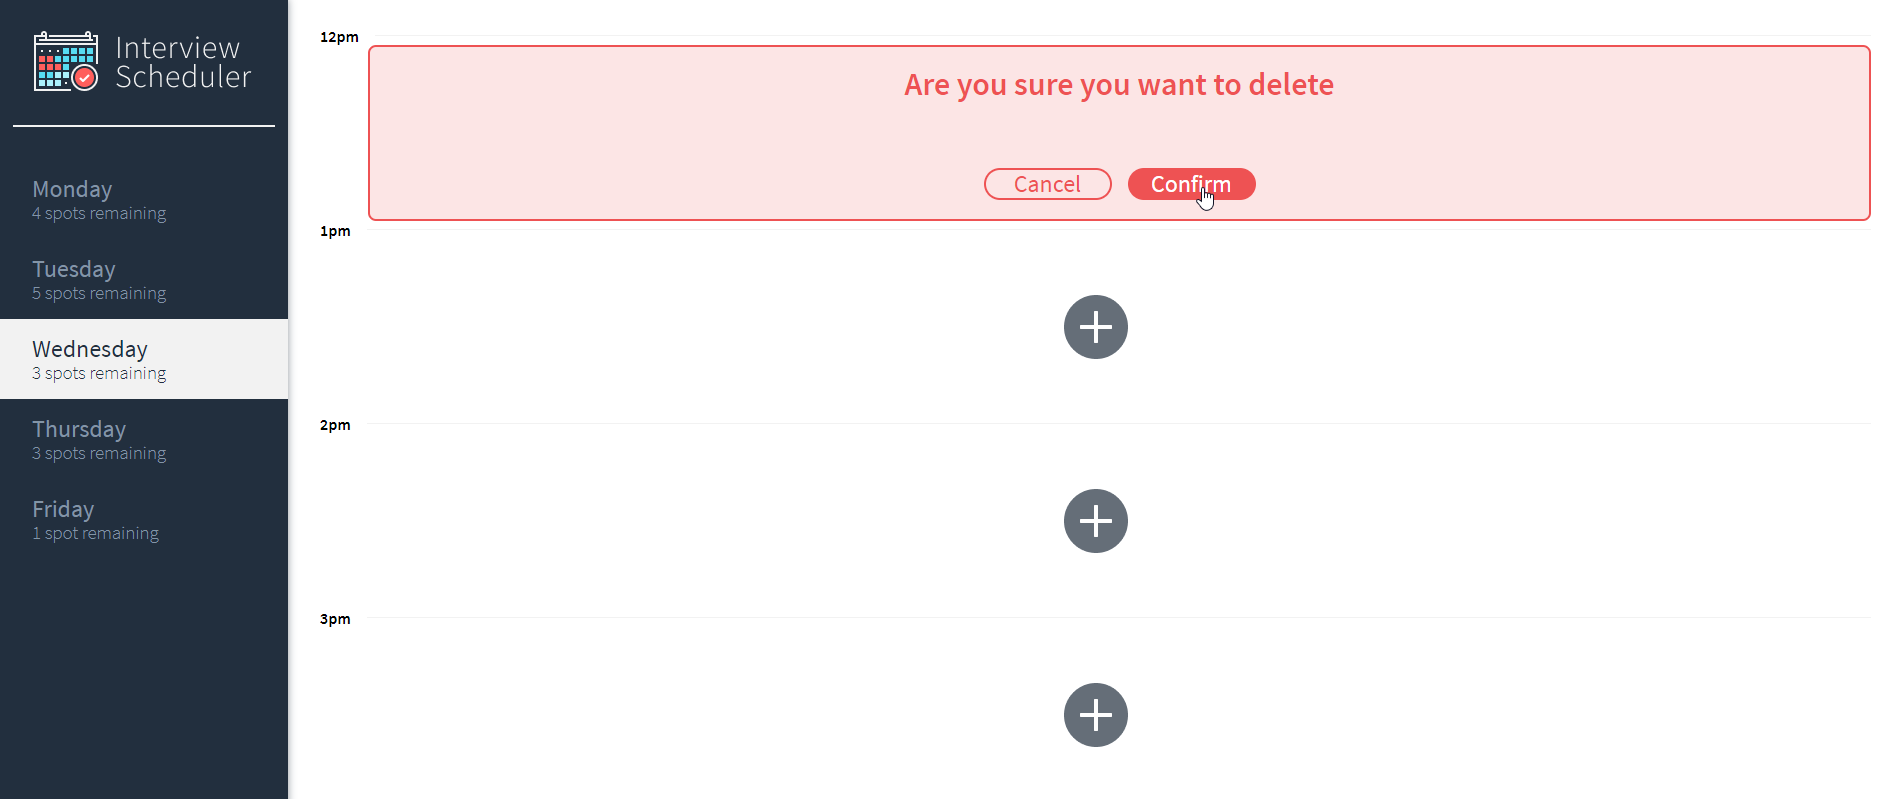 Interview
Scheduler
Monday
4 spots remaining
Tuesday
5 spots remaining
Wednesday
3 spots remaining
Thursday
3 spots remaining
Friday
1 spot remaining
12pm
Are you sure you want to delete
Cancel Confirm
1pm
2pm
3pm